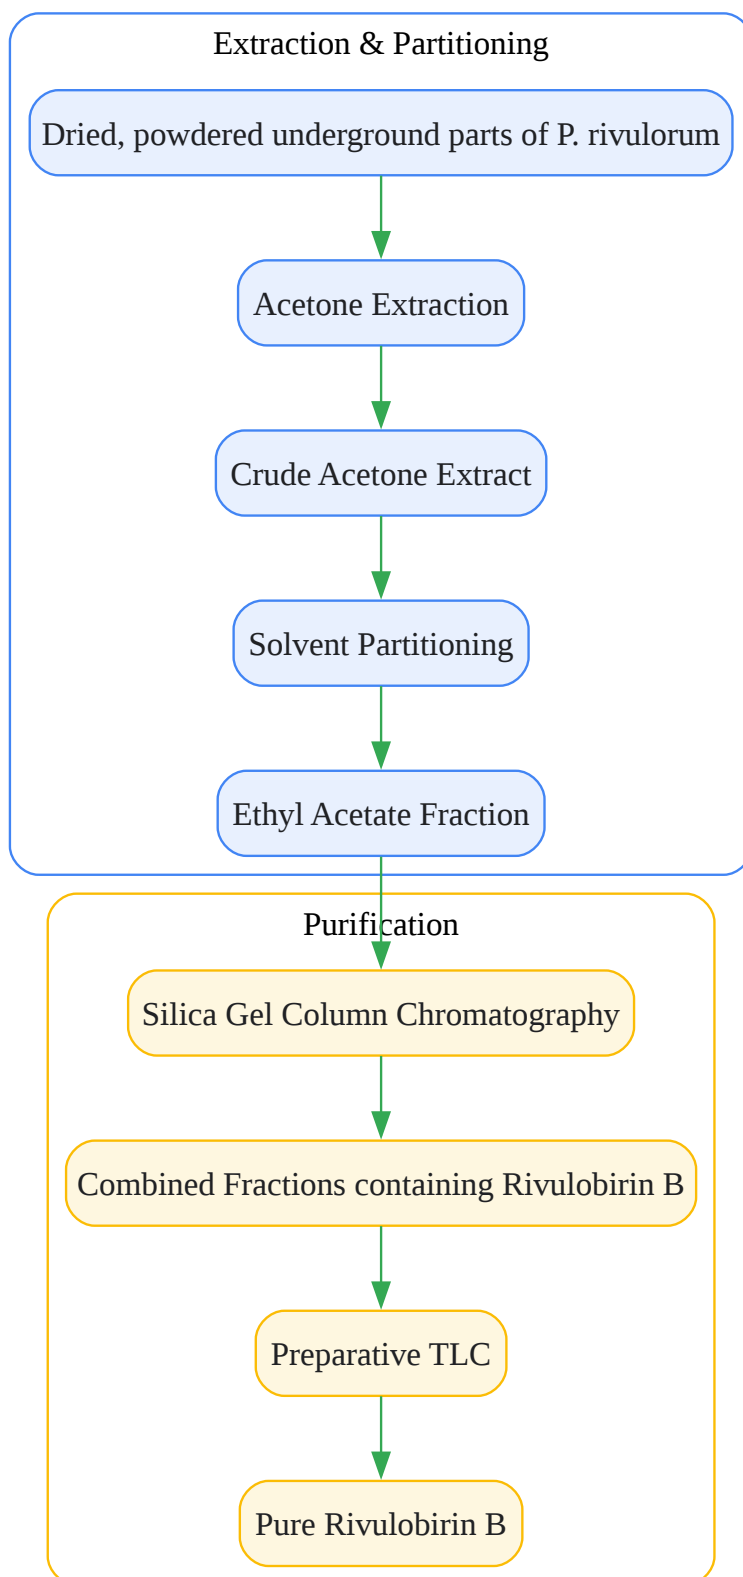 Extraction & Partitioning
Dried, powdered underground parts of P. rivulorum
Acetone Extraction
Crude Acetone Extract
Solvent Partitioning
Ethyl Acetate Fraction
Purification
Silica Gel Column Chromatography
Combined Fractions containing Rivulobirin B
Preparative TLC
Pure Rivulobirin B